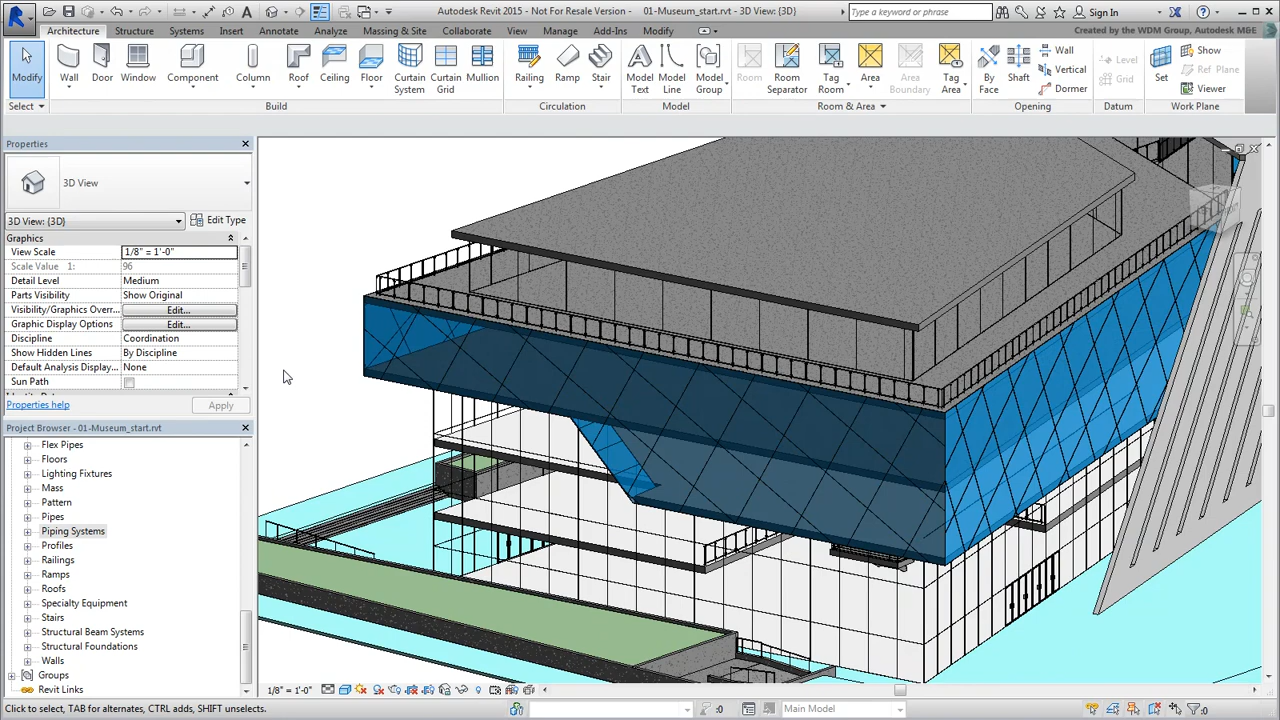 Autodesk Revit 2015 - Not For Resale Version - 01-Museum_start.rvt - 3D View: {3D}
Type a keyword or phrase
Sign In
Architecture Structure Systems Insert Annotate Analyze Massing & Site Collaborate View Manage Add-Ins Modify
Created by the WDM Group, Autodesk M&E
Modify
Wall
Door
Window
Component
Column
Roof
Ceiling
Floor
Curtain System
Curtain Grid
Mullion
Railing
Ramp
Stair
Model Text
Model Line
Model Group
Room
Room Separator
Tag Room
Area
Area Boundary
Tag Area
By Face
Shaft
Wall
Vertical
Dormer
Level
Grid
Set
Show
Ref Plane
Viewer
Select
Build
Circulation
Model
Room & Area
Opening
Datum
Work Plane
Properties
3D View
3D View: {3D}
Edit Type
Graphics
View Scale 1/8" = 1'-0"
Scale Value 1: 96
Detail Level Medium
Parts Visibility Show Original
Visibility/Graphics Overr... Edit...
Graphic Display Options Edit...
Discipline Coordination
Show Hidden Lines By Discipline
Default Analysis Display... None
Sun Path
Properties help
Apply
Project Browser - 01-Museum_start.rvt
Flex Pipes
Floors
Lighting Fixtures
Mass
Pattern
Pipes
Piping Systems
Profiles
Railings
Ramps
Roofs
Specialty Equipment
Stairs
Structural Beam Systems
Structural Foundations
Walls
Groups
Revit Links
1/8" = 1'-0"
Click to select, TAB for alternates, CTRL adds, SHIFT unselects.
:0
Main Model
:0